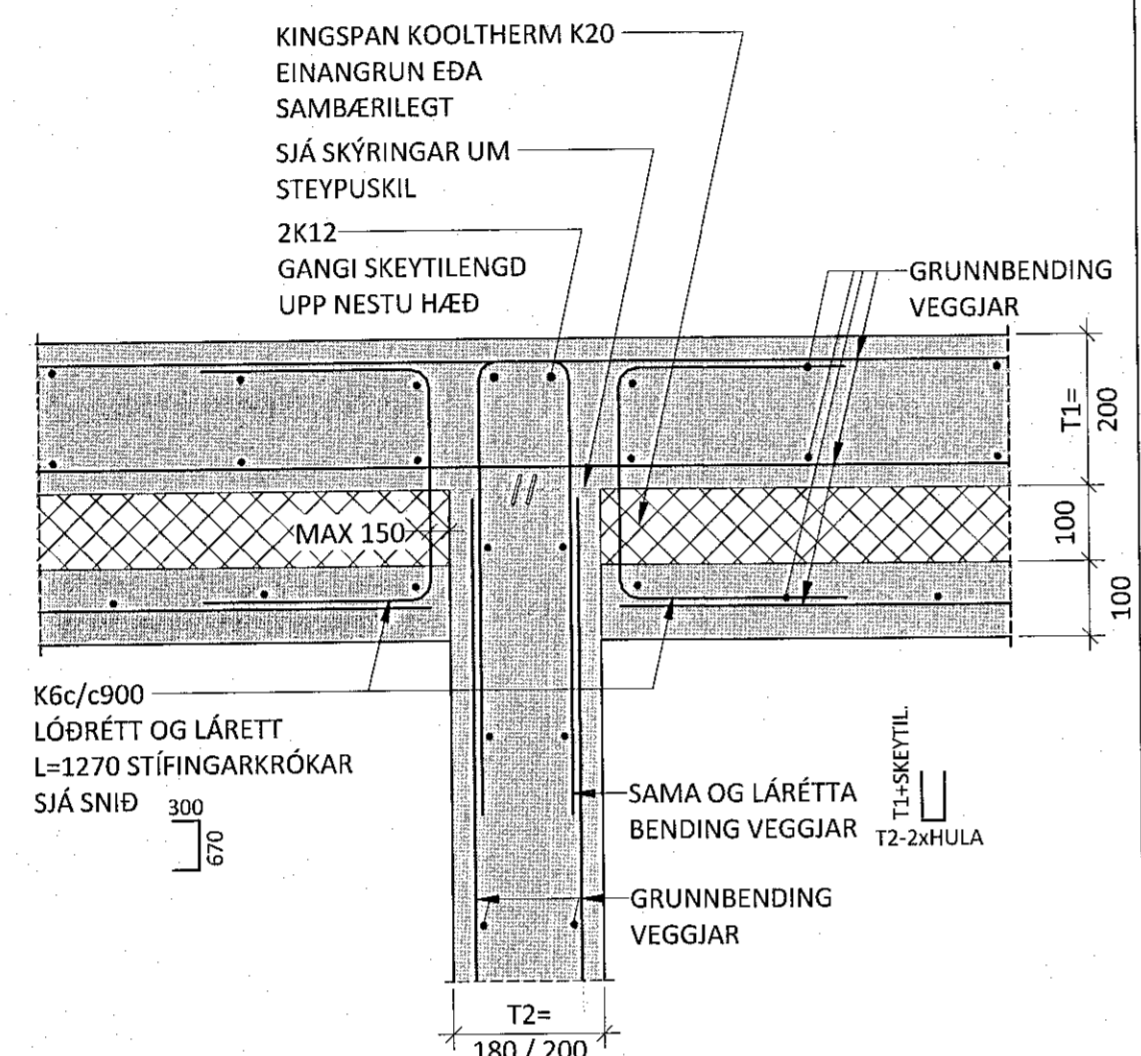 KINGSPAN KOOLTHERM K20
EINANGRUN EÐA
SAMBÆRILEGT
SJÁ SKÝRINGAR UM
STEYPUSKIL
2K12
GANGI SKEYTILENGD
UPP NESTU HÆÐ
GRUNNBENDING
VEGGJAR
T1=
200
100
100
MAX 150
K6c/c900
LÓÐRÉTT OG LÁRETT
L=1270 STÍFINGARKRÓKAR
SJÁ SNIÐ
300
670
SAMA OG LÁRÉTTA
BENDING VEGGJAR
T1+SKEYTIL.
T2-2xHULA
GRUNNBENDING
VEGGJAR
T2=
180 / 200